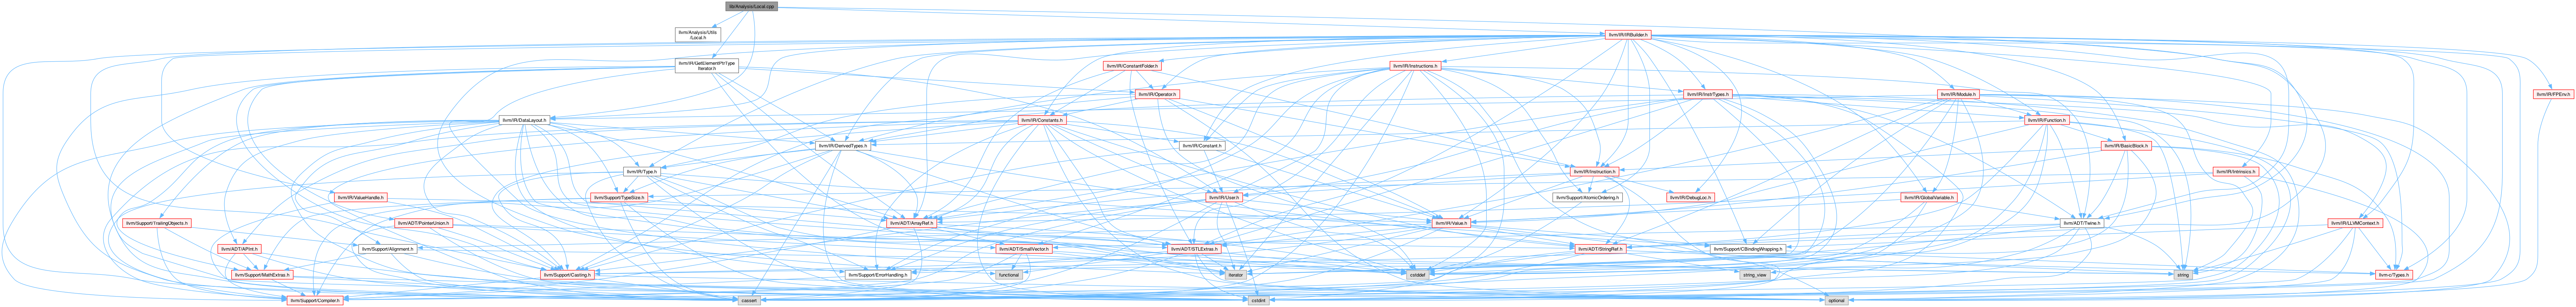 lib/Analysis/Local.cpp
llvm/Analysis/Utils
/Local.h
llvm/IR/IRBuilder.h
llvm/IR/GetElementPtrType
Iterator.h
llvm/IR/ConstantFolder.h
llvm/IR/Instructions.h
llvm/IR/Operator.h
llvm/IR/InstrTypes.h
llvm/IR/Module.h
llvm/IR/FPEnv.h
llvm/IR/DataLayout.h
llvm/IR/Constants.h
llvm/IR/Function.h
llvm/IR/DerivedTypes.h
llvm/IR/Constant.h
llvm/IR/BasicBlock.h
llvm/IR/Type.h
llvm/IR/Instruction.h
llvm/IR/Intrinsics.h
llvm/IR/ValueHandle.h
llvm/Support/TypeSize.h
llvm/IR/User.h
llvm/Support/AtomicOrdering.h
llvm/IR/DebugLoc.h
llvm/IR/GlobalVariable.h
llvm/Support/TrailingObjects.h
llvm/ADT/PointerUnion.h
llvm/ADT/ArrayRef.h
llvm/IR/Value.h
llvm/ADT/Twine.h
llvm/IR/LLVMContext.h
llvm/ADT/APInt.h
llvm/Support/Alignment.h
llvm/ADT/SmallVector.h
llvm/ADT/STLExtras.h
llvm/ADT/StringRef.h
llvm/Support/CBindingWrapping.h
llvm/Support/MathExtras.h
llvm/Support/Casting.h
llvm/Support/ErrorHandling.h
functional
iterator
cstddef
string_view
string
llvm-c/Types.h
llvm/Support/Compiler.h
cassert
cstdint
optional